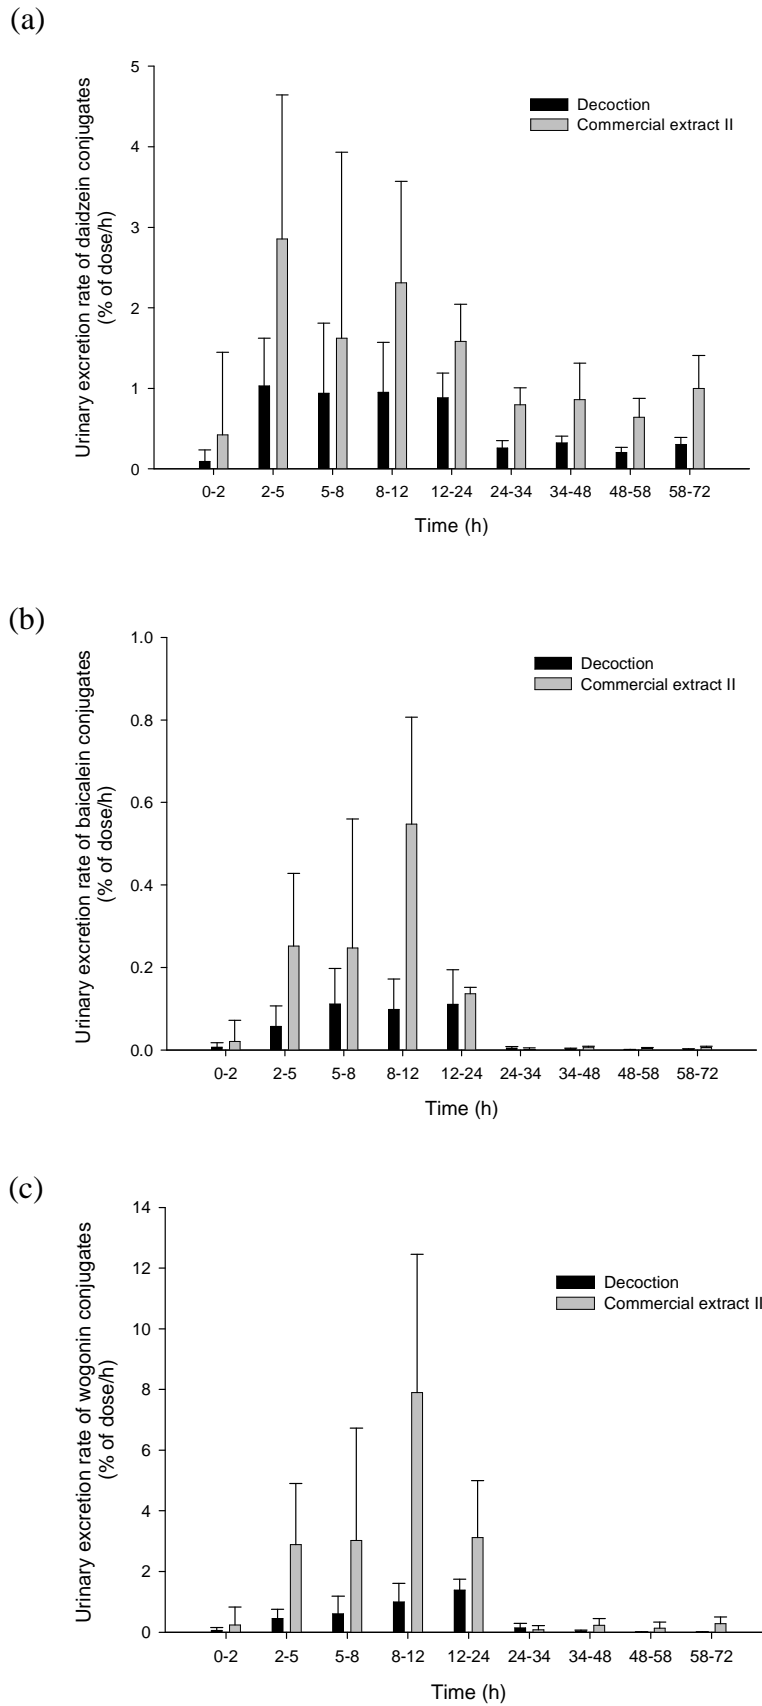 (a)
Urinary excretion rate of daidzein conjugates
(% of dose/h)
5
4
3
2
1
0
Decoction
Commercial extract II
0-2 2-5 5-8 8-12 12-24 24-34 34-48 48-58 58-72
Time (h)
(b)
Urinary excretion rate of baicalein conjugates
(% of dose/h)
1.0
0.8
0.6
0.4
0.2
0.0
Decoction
Commercial extract II
0-2 2-5 5-8 8-12 12-24 24-34 34-48 48-58 58-72
Time (h)
(c)
Urinary excretion rate of wogonin conjugates
(% of dose/h)
14
12
10
8
6
4
2
0
Decoction
Commercial extract II
0-2 2-5 5-8 8-12 12-24 24-34 34-48 48-58 58-72
Time (h)